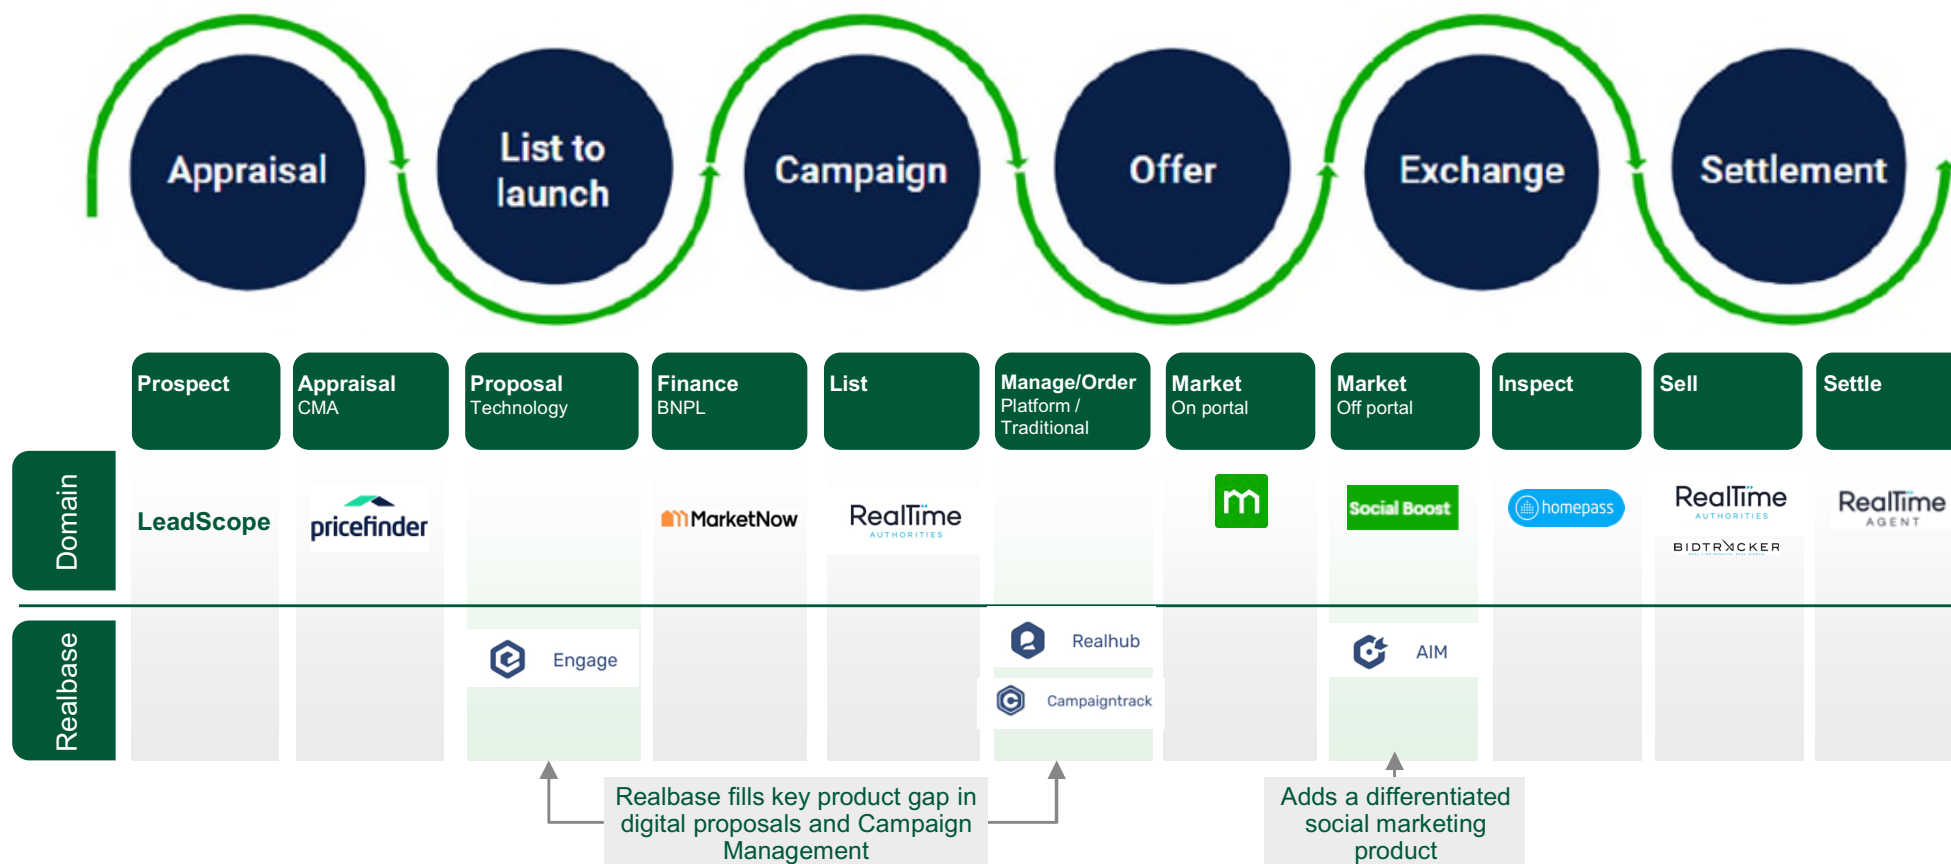 Appraisal
List to
launch
Campaign
Offer
Exchange
Settlement
Prospect
Appraisal
CMA
Proposal
Technology
Finance
BNPL
List
Manage/Order
Platform /
Traditional
Market
On portal
Market
Off portal
Inspect
Sell
Settle
Domain
LeadScope
pricefinder
MarketNow
RealTime
AUTHORITIES
m
Social Boost
homepass
RealTime
AUTHORITIES
BIDTRACKER
RealTime
AGENT
Realbase
Engage
Realhub
Campaigntrack
AIM
Realbase fills key product gap in
digital proposals and Campaign
Management
Adds a differentiated
social marketing
product